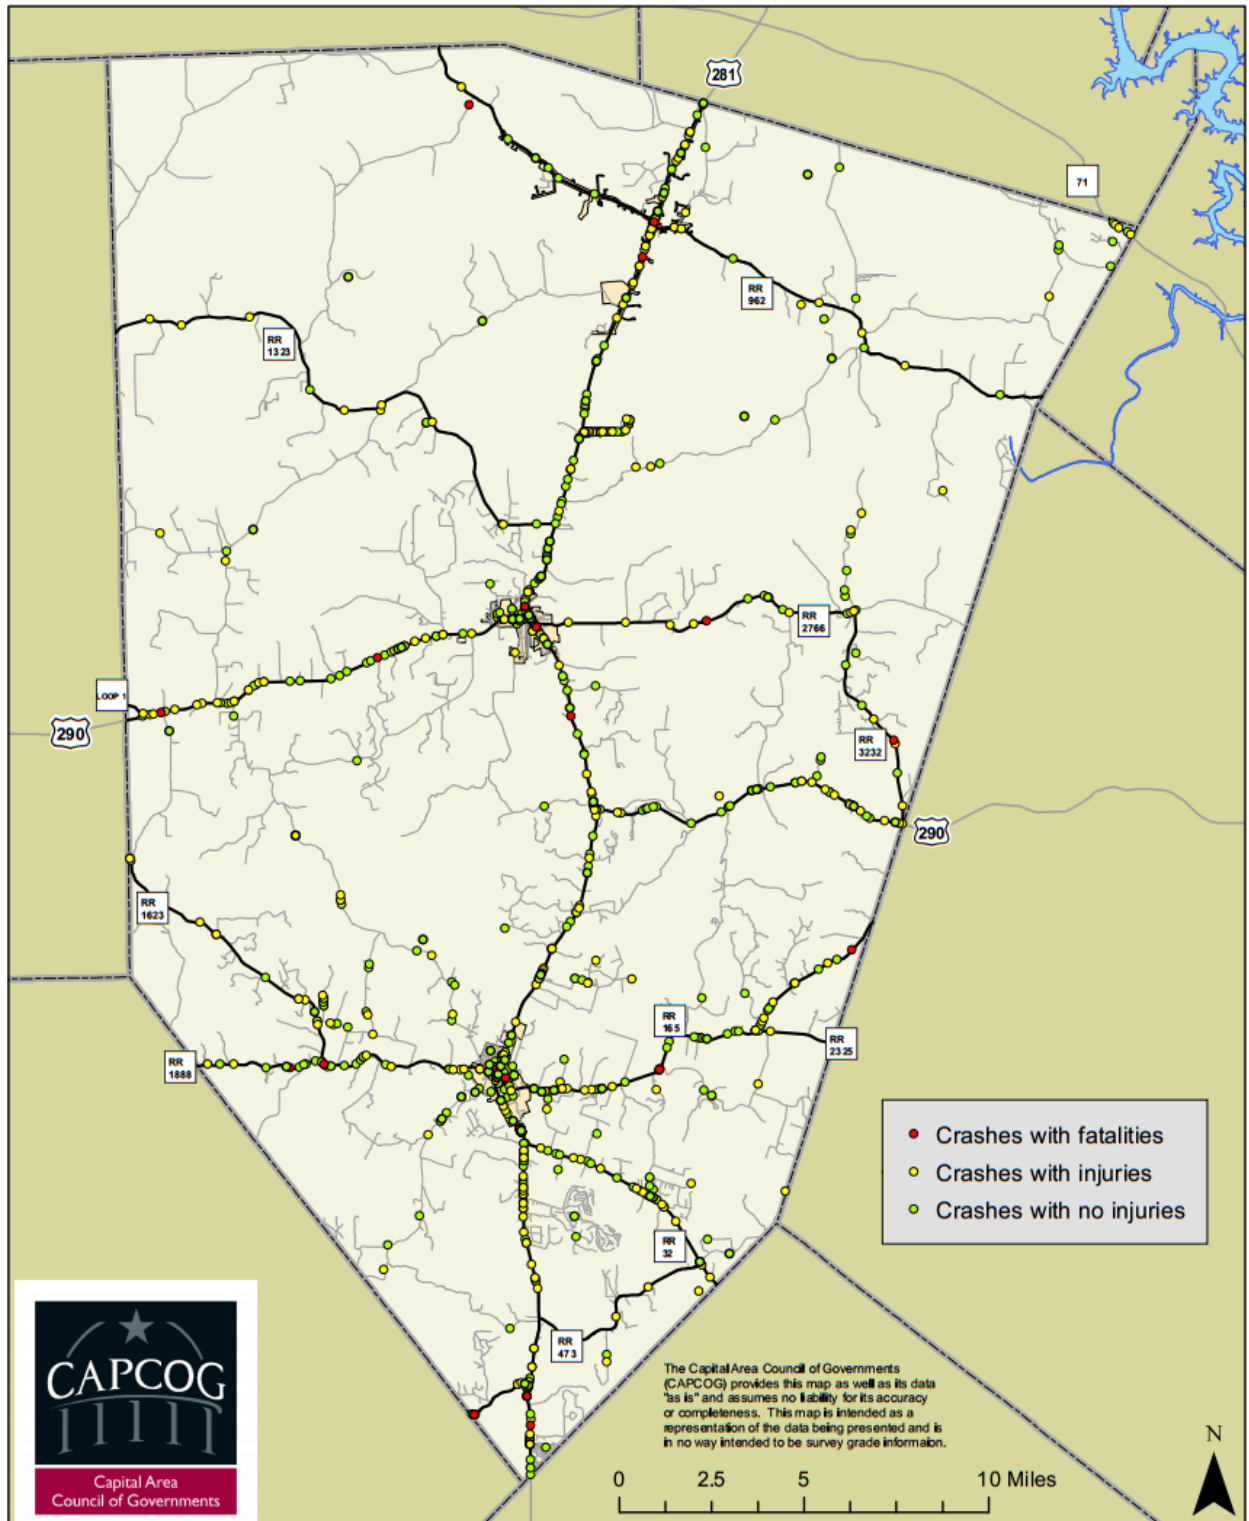 281
71
RR
962
RR
1323
RR
2766
LOOP 1
290
RR
3232
290
RR
1623
RR
165
RR
2325
RR
1888
Crashes with fatalities
Crashes with injuries
Crashes with no injuries
RR
32
RR
473
CAPCOG
Capital Area
Council of Governments
The Capital Area Council of Governments
(CAPCOG) provides this map as well as its data
"as is" and assumes no liability for its accuracy
or completeness. This map is intended as a
representation of the data being presented and is
in no way intended to be survey grade informaion.
N
0 2.5 5 10 Miles